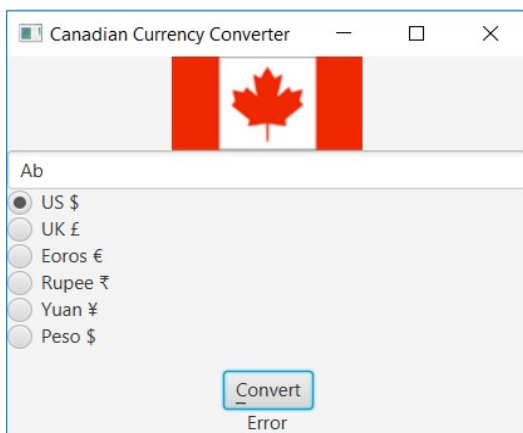 Canadian Currency Converter
Ab
US $
UK £
Eoros €
Rupee ₹
Yuan ¥
Peso $
Convert
Error